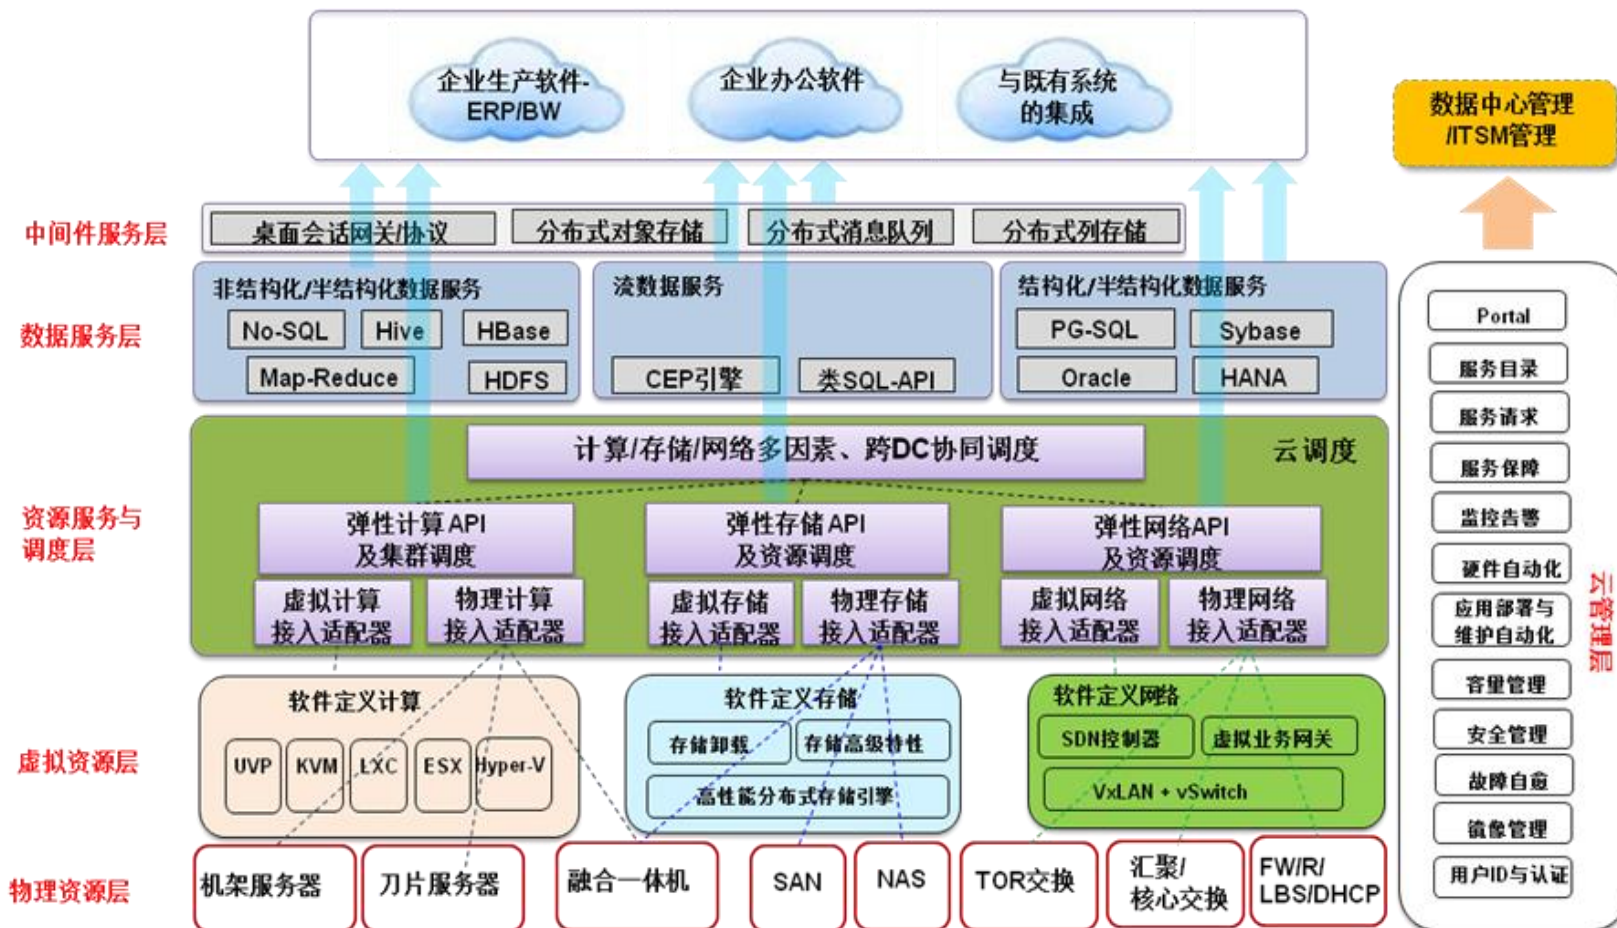 企业生产软件-
ERP/BW
企业办公软件
与既有系统
的集成
数据中心管理
/ITSM管理
中间件服务层
桌面会话网关/协议
分布式对象存储
分布式消息队列
分布式列存储
数据服务层
非结构化/半结构化数据服务
No-SQL
Hive
HBase
Map-Reduce
HDFS
流数据服务
CEP引擎
类SQL-API
结构化/半结构化数据服务
PG-SQL
Sybase
Oracle
HANA
资源服务与
调度层
计算/存储/网络多因素、跨DC协同调度
云调度
弹性计算API
及集群调度
弹性存储API
及资源调度
弹性网络API
及资源调度
虚拟计算
接入适配器
物理计算
接入适配器
虚拟存储
接入适配器
物理存储
接入适配器
虚拟网络
接入适配器
物理网络
接入适配器
虚拟资源层
软件定义计算
UVP
KVM
LXC
ESX
Hyper-V
软件定义存储
存储卸载
存储高级特性
高性能分布式存储引擎
软件定义网络
SDN控制器
虚拟业务网关
VxLAN + vSwitch
物理资源层
机架服务器
刀片服务器
融合一体机
SAN
NAS
TOR交换
汇聚/
核心交换
FW/R/
LBS/DHCP
Portal
服务目录
服务请求
服务保障
监控告警
硬件自动化
应用部署与
维护自动化
容量管理
安全管理
故障自愈
镜像管理
用户ID与认证
云管理层